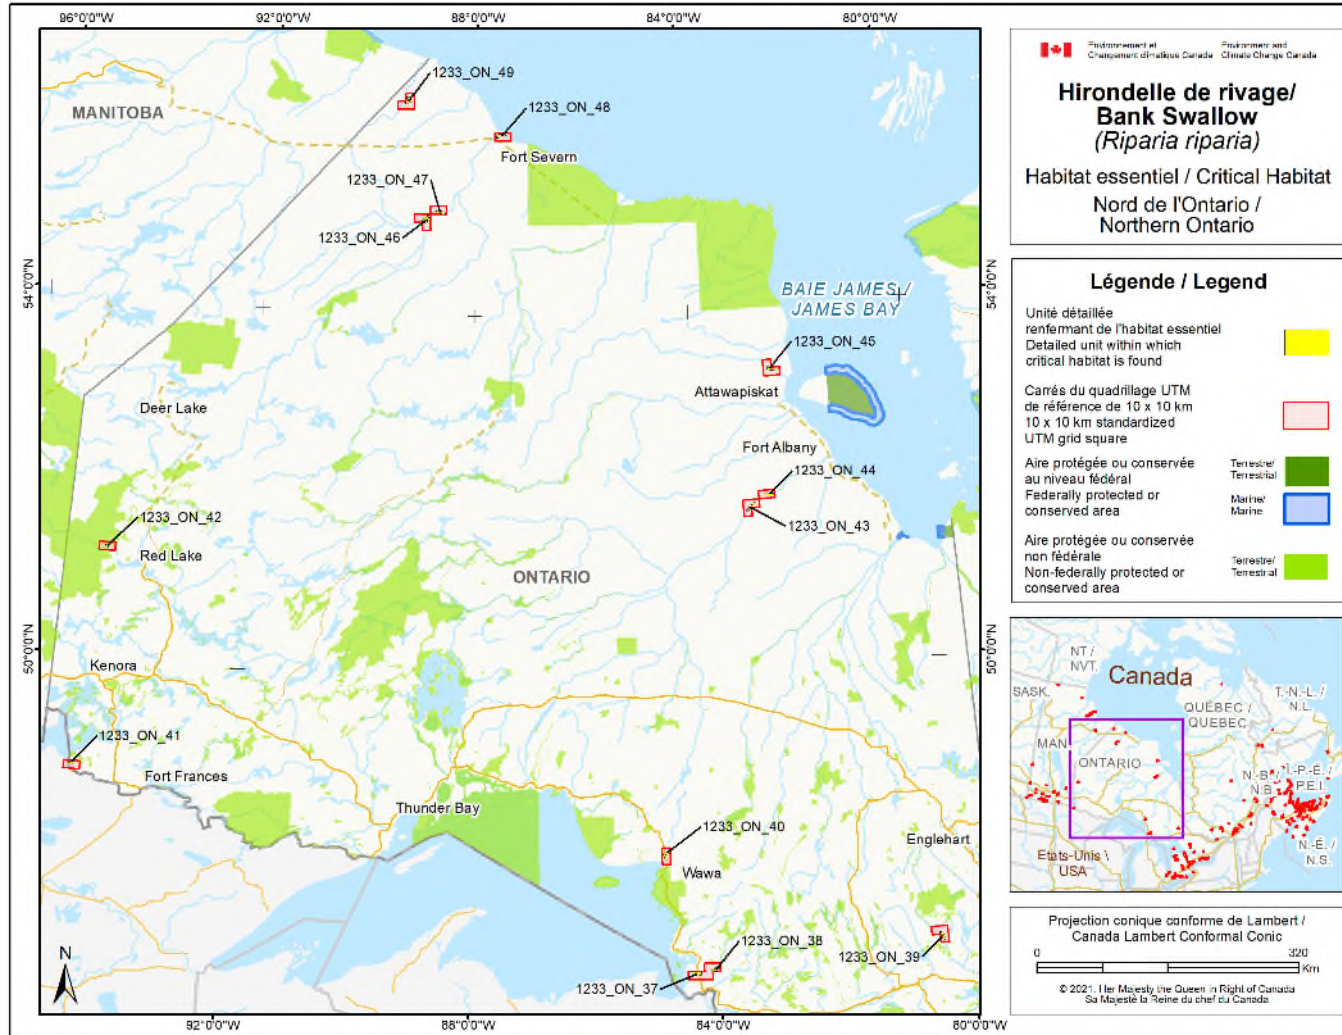 96°0'0"W
92°0'0"W
88°0'0"W
84°0'0"W
80°0'0"W
54°0'0"N
50°0'0"N
54°0'0"N
50°0'0"N
92°0'0"W
88°0'0"W
84°0'0"W
80°0'0"W
MANITOBA
1233_ON_49
1233_ON_48
Fort Severn
1233_ON_47
1233_ON_46
BAIE JAMES /
JAMES BAY
1233_ON_45
Attawapiskat
Deer Lake
Fort Albany
1233_ON_44
1233_ON_43
1233_ON_42
Red Lake
ONTARIO
Kenora
1233_ON_41
Fort Frances
Thunder Bay
1233_ON_40
Wawa
Englehart
1233_ON_38
1233_ON_39
1233_ON_37
N
Environnement et
Changement climatique Canada
Environment and
Climate Change Canada
Hirondelle de rivage/
Bank Swallow
(Riparia riparia)
Habitat essentiel / Critical Habitat
Nord de l'Ontario /
Northern Ontario
Légende / Legend
Unité détaillée
renfermant de l'habitat essentiel
Detailed unit within which
critical habitat is found
Carrés du quadrillage UTM
de référence de 10 x 10 km
10 x 10 km standardized
UTM grid square
Aire protégée ou conservée
au niveau fédéral
Federally protected or
conserved area
Terrestre/
Terrestrial
Marine/
Marine
Aire protégée ou conservée
non fédérale
Non-federally protected or
conserved area
Terrestre/
Terrestrial
NT /
NVT.
Canada
SASK.
T.-N.-L. /
N.L.
QUÉBEC /
QUEBEC
MAN
ONTARIO
N.-B. /
N.B.
Î.-P.-É. /
P.E.I.
N.-É. /
N.S.
Etats-Unis \
USA
Projection conique conforme de Lambert /
Canada Lambert Conformal Conic
0
320
Km
© 2021. Her Majesty the Queen in Right of Canada
Sa Majesté la Reine du chef du Canada